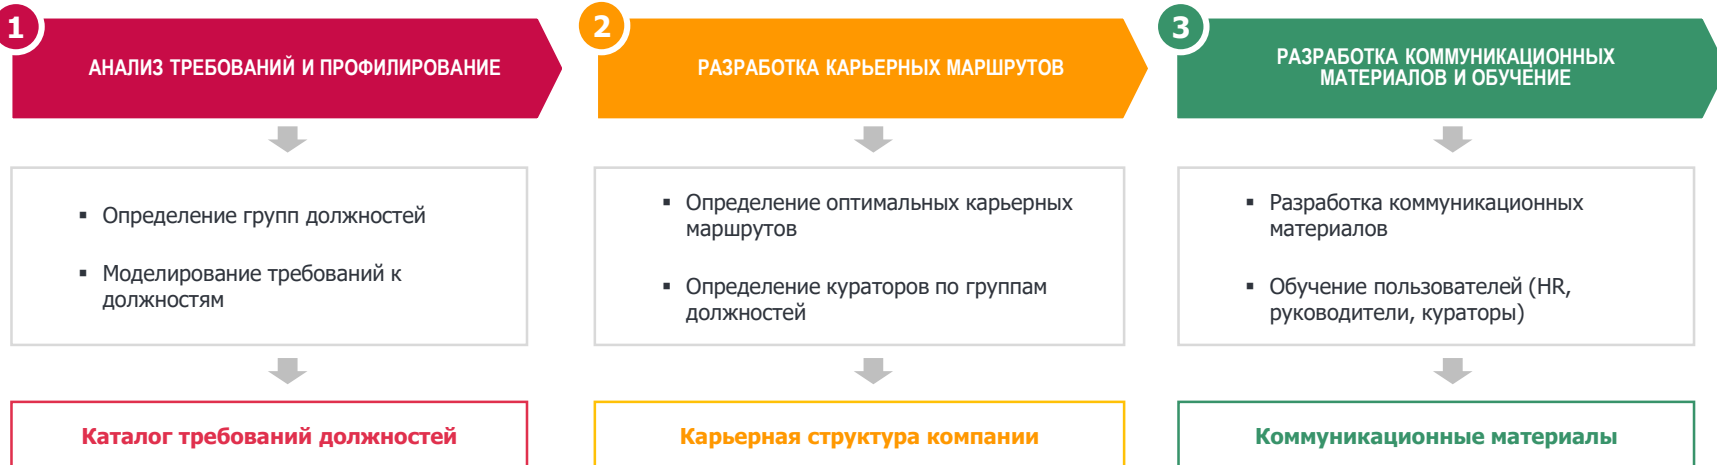 1
АНАЛИЗ ТРЕБОВАНИЙ И ПРОФИЛИРОВАНИЕ
▪ Определение групп должностей
▪ Моделирование требований к
должностям
Каталог требований должностей
2
РАЗРАБОТКА КАРЬЕРНЫХ МАРШРУТОВ
▪ Определение оптимальных карьерных
маршрутов
▪ Определение кураторов по группам
должностей
Карьерная структура компании
3
РАЗРАБОТКА КОММУНИКАЦИОННЫХ
МАТЕРИАЛОВ И ОБУЧЕНИЕ
▪ Разработка коммуникационных
материалов
▪ Обучение пользователей (HR,
руководители, кураторы)
Коммуникационные материалы